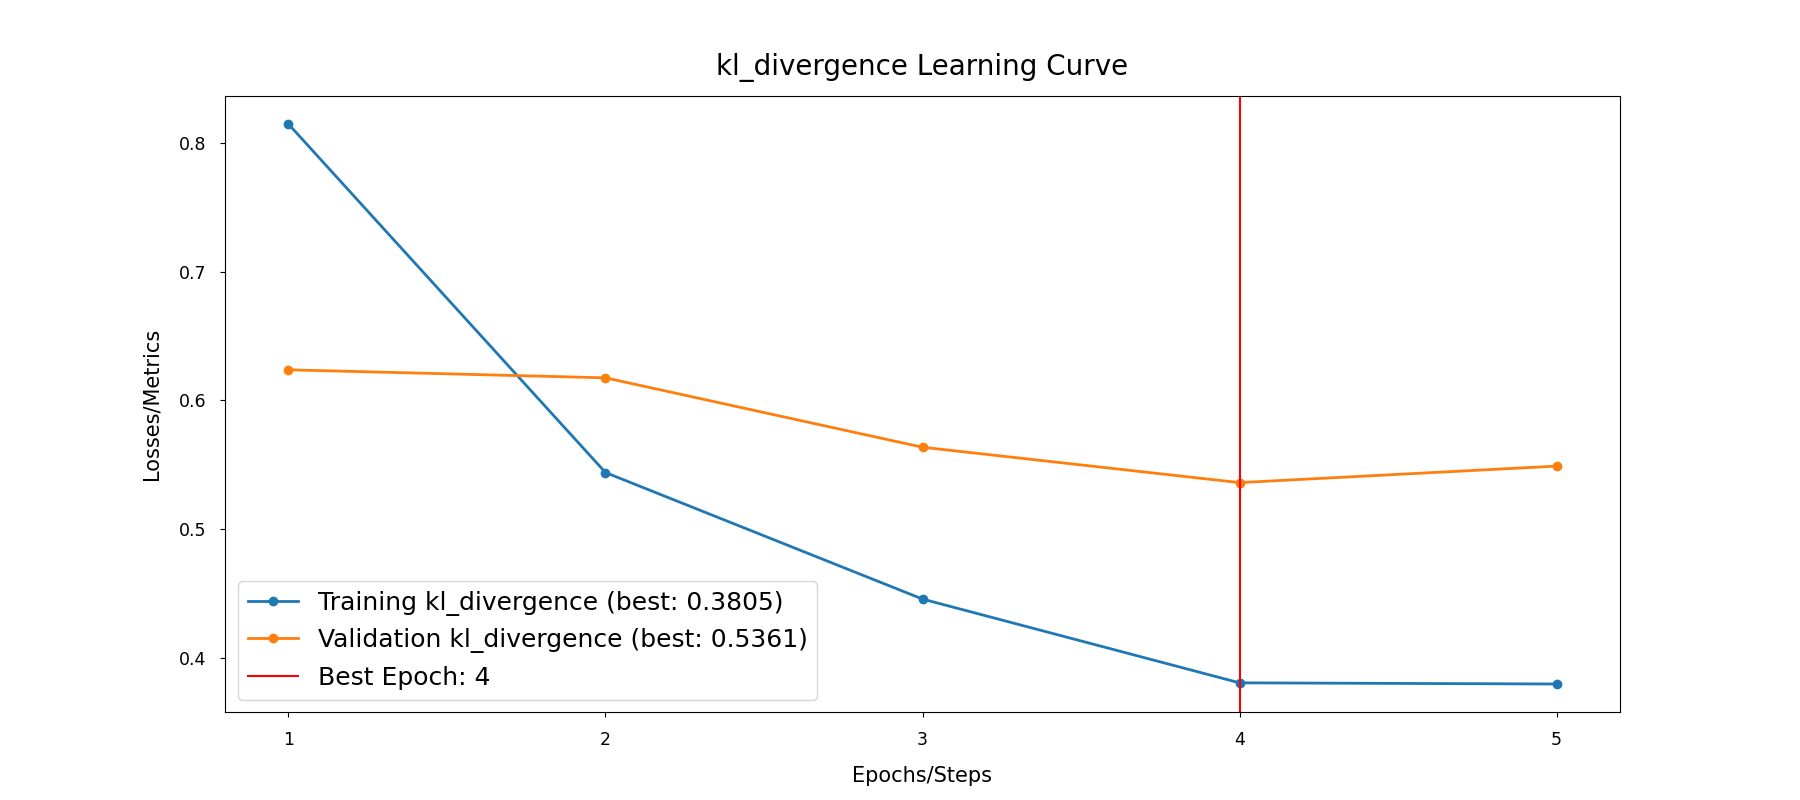 kl_divergence Learning Curve
Losses/Metrics
0.8
0.7
0.6
0.5
0.4
Training kl_divergence (best: 0.3805)
Validation kl_divergence (best: 0.5361)
Best Epoch: 4
1 2 3 4 5
Epochs/Steps